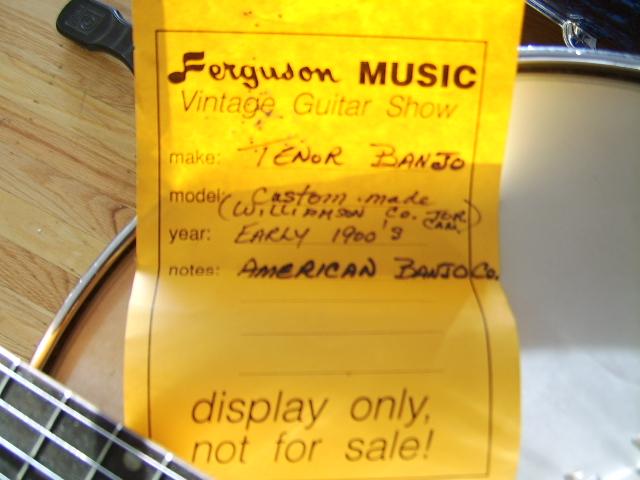 Ferguson MUSIC
Vintage Guitar Show
make: TENOR BANJO
model: Custom made
(WILLIAMSON CO. TOR CAN.)
year: EARLY 1900's
notes: AMERICAN BANJO Co.
display only,
not for sale!